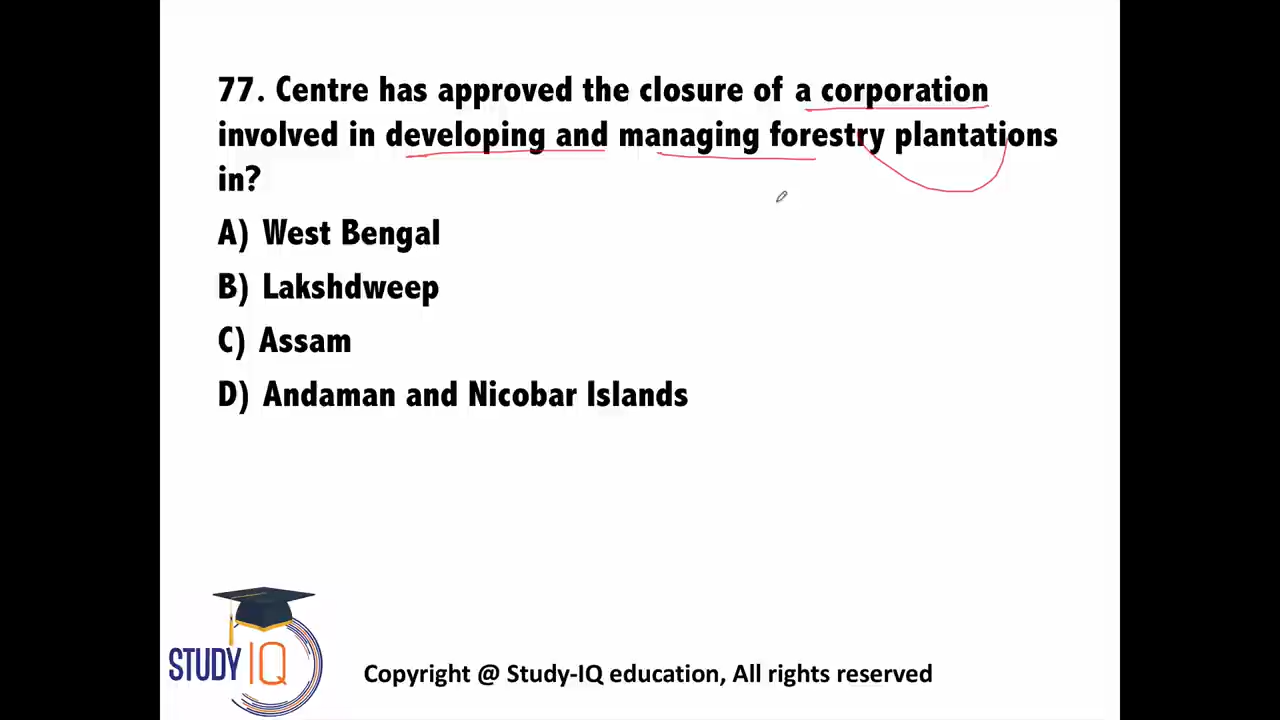 77. Centre has approved the closure of a corporation
involved in developing and managing forestry plantations
in?
A) West Bengal
B) Lakshdweep
C) Assam
D) Andaman and Nicobar Islands
STUDY IQ
Copyright @ Study-IQ education, All rights reserved